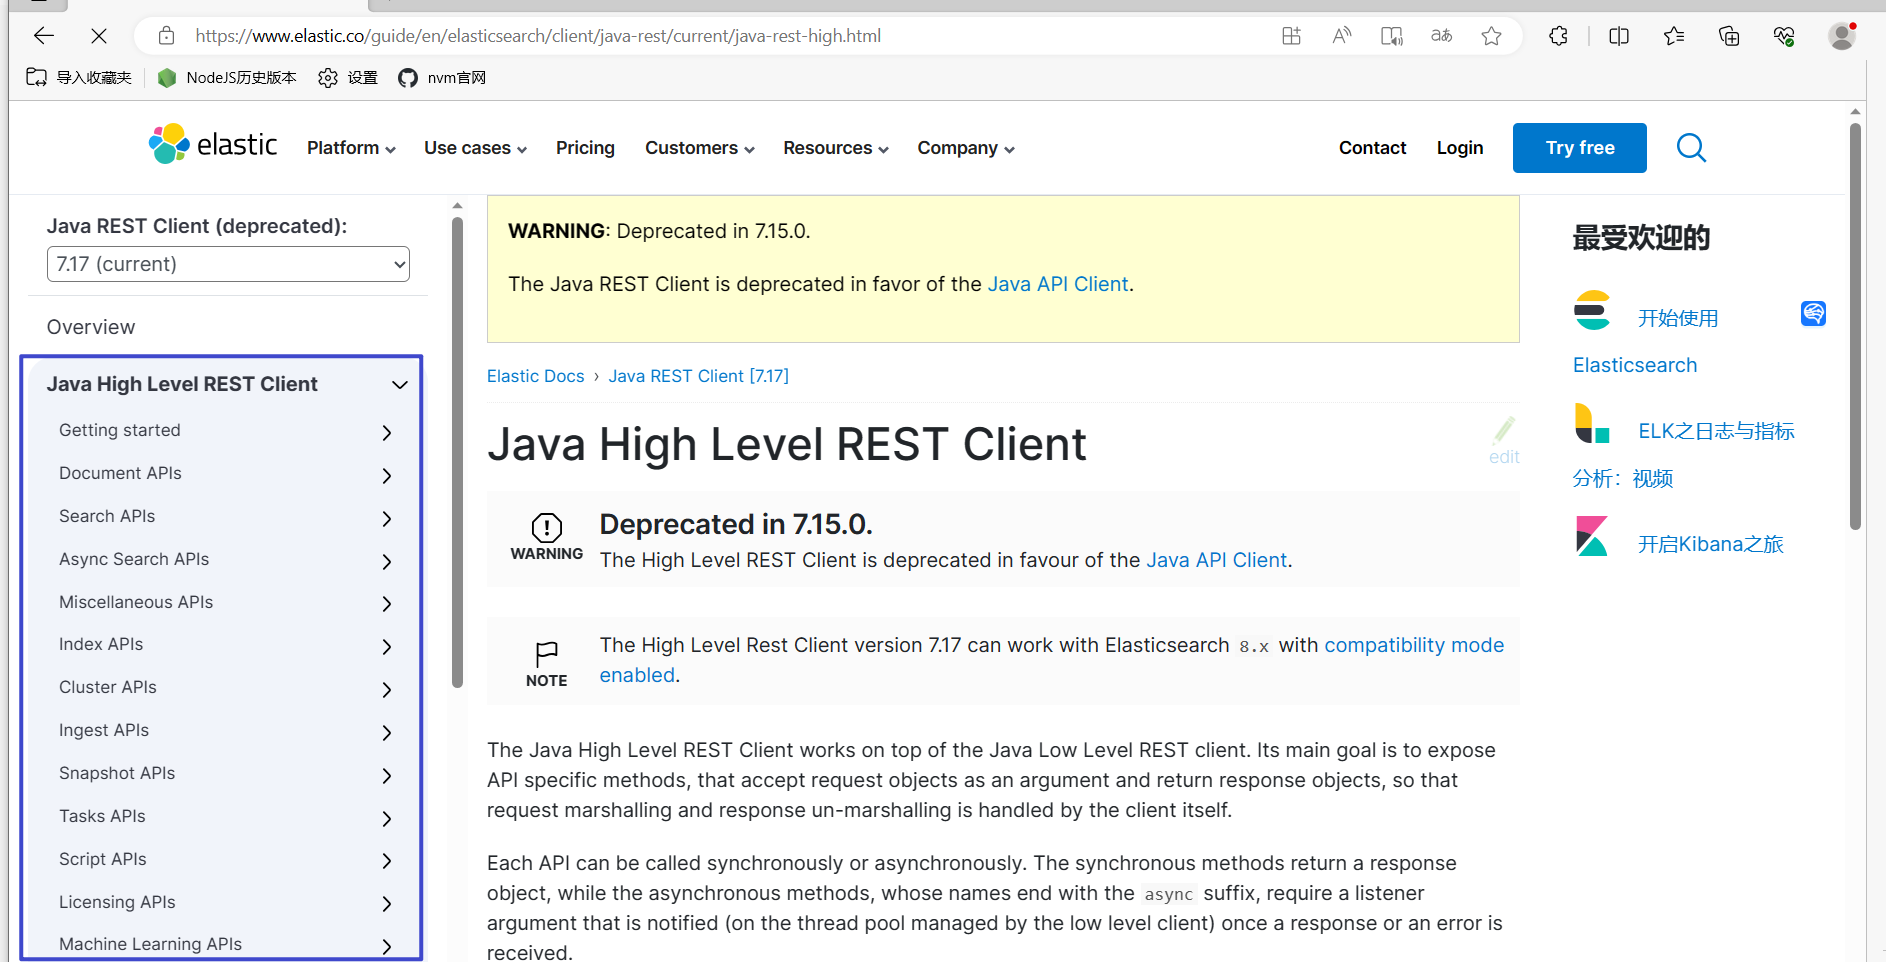 https://www.elastic.co/guide/en/elasticsearch/client/java-rest/current/java-rest-high.html
导入收藏夹
NodeJS历史版本
设置
nvm官网
elastic
Platform
Use cases
Pricing
Customers
Resources
Company
Contact
Login
Try free
Java REST Client (deprecated):
7.17 (current)
Overview
Java High Level REST Client
Getting started
Document APIs
Search APIs
Async Search APIs
Miscellaneous APIs
Index APIs
Cluster APIs
Ingest APIs
Snapshot APIs
Tasks APIs
Script APIs
Licensing APIs
Machine Learning APIs
WARNING: Deprecated in 7.15.0.
The Java REST Client is deprecated in favor of the Java API Client.
Elastic Docs › Java REST Client [7.17]
Java High Level REST Client
edit
WARNING
Deprecated in 7.15.0.
The High Level REST Client is deprecated in favour of the Java API Client.
NOTE
The High Level Rest Client version 7.17 can work with Elasticsearch 8.x with compatibility mode
enabled.
The Java High Level REST Client works on top of the Java Low Level REST client. Its main goal is to expose
API specific methods, that accept request objects as an argument and return response objects, so that
request marshalling and response un-marshalling is handled by the client itself.
Each API can be called synchronously or asynchronously. The synchronous methods return a response
object, while the asynchronous methods, whose names end with the async suffix, require a listener
argument that is notified (on the thread pool managed by the low level client) once a response or an error is
received.
最受欢迎的
开始使用
Elasticsearch
ELK之日志与指标
分析：视频
开启Kibana之旅